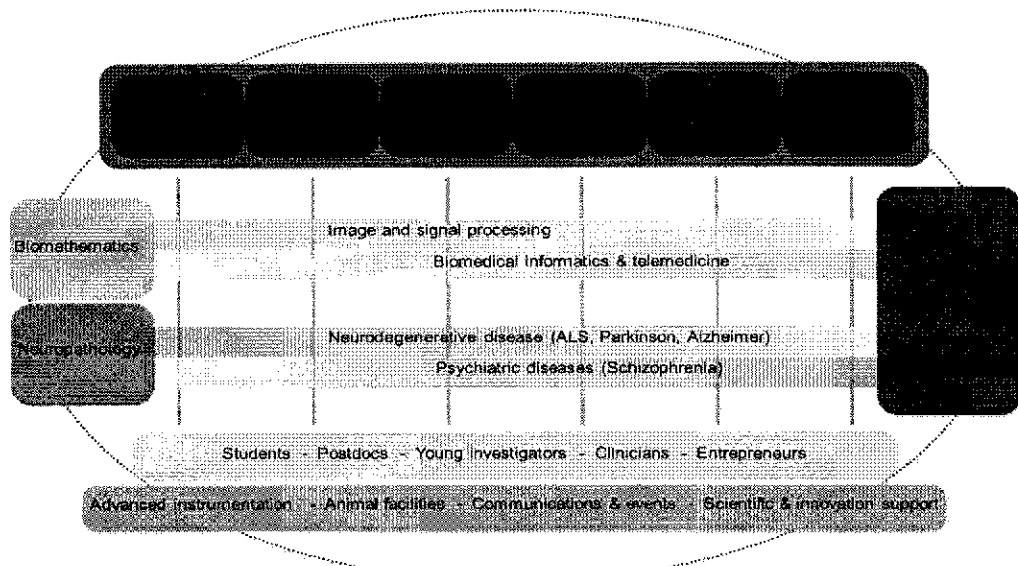 Biomathematics
Image and signal processing
Biomedical Informatics & telemedicine
Neuropathology
Neurodegenerative disease (ALS, Parkinson, Alzheimer)
Psychiatric diseases (Schizophrenia)
Students - Postdocs - Young investigators - Clinicians - Entrepreneurs
Advanced instrumentation - Animal facilities - Communications & events - Scientific & innovation support